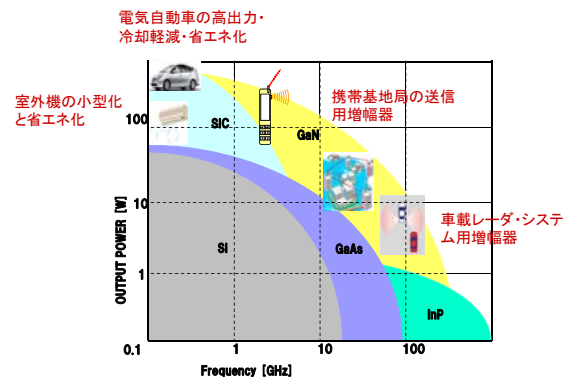 電気自動車の高出力・
冷却軽減・省エネ化
室外機の小型化
と省エネ化
携帯基地局の送信
用増幅器
車載レーダ・システ
ム用増幅器
SiC
GaN
Si
GaAs
InP
OUTPUT POWER [W]
100
10
1
0.1
1
10
100
Frequency [GHz]